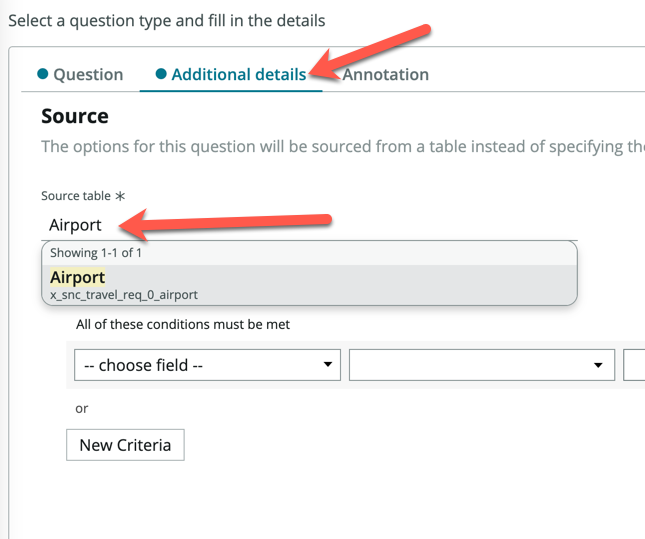 Select a question type and fill in the details
Question
Additional details
Annotation
Source
The options for this question will be sourced from a table instead of specifying
Source table *
Airport
Showing 1-1 of 1
Airport
x_snc_travel_req_0_airport
All of these conditions must be met
-- choose field --
or
New Criteria